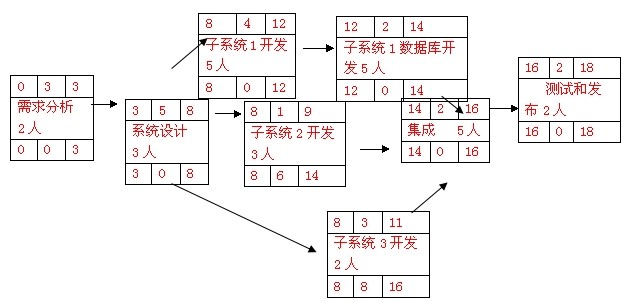 0 3 3
需求分析
2人
0 0 3
3 5 8
系统设计
3人
3 0 8
8 4 12
子系统1开发
5人
8 0 12
12 2 14
子系统1数据库开
发5人
12 0 14
8 1 9
子系统2开发
3人
8 6 14
8 3 11
子系统3开发
2人
8 8 16
14 2 16
集成 5人
14 0 16
16 2 18
测试和发
布2人
16 0 18